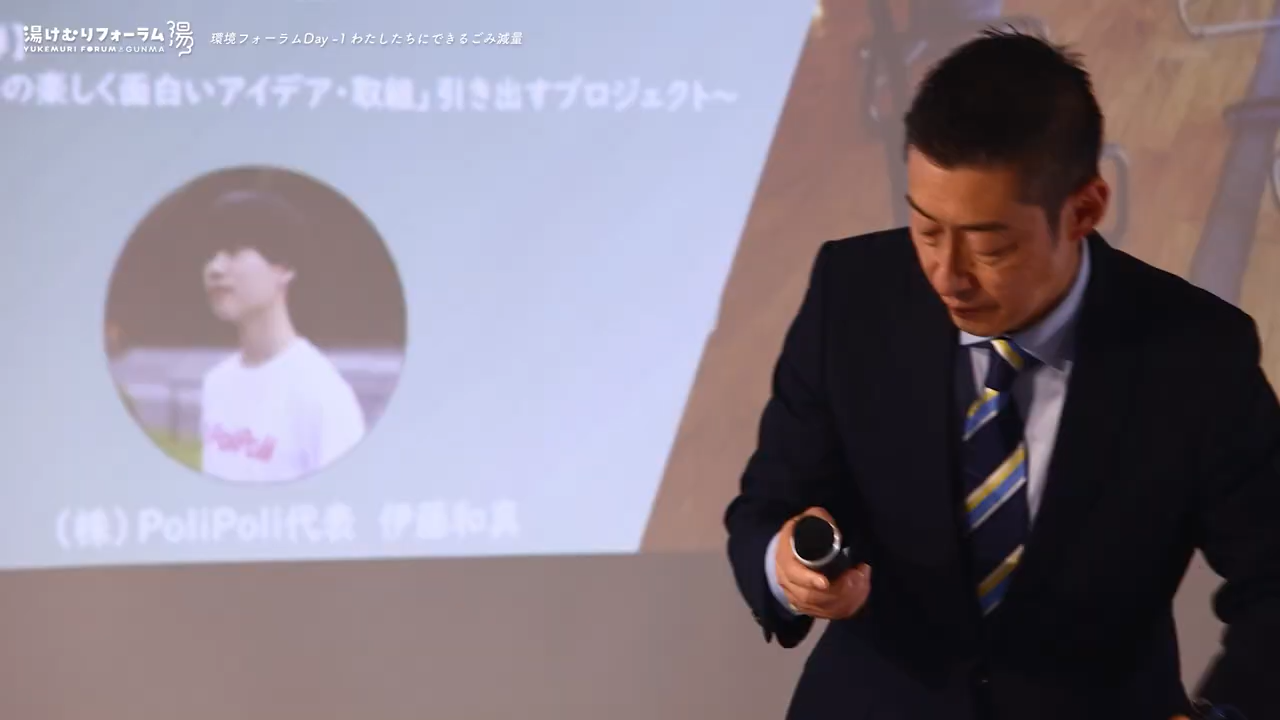 湯けむりフォーラム 湯
YUKEMURI FORUM GUNMA
環境フォーラムDay -1 わたしたちにできるごみ減量
の楽しく面白いアイデア・取組」引き出すプロジェクト～
PoliPoli
（株）PoliPoli代表 伊藤和真